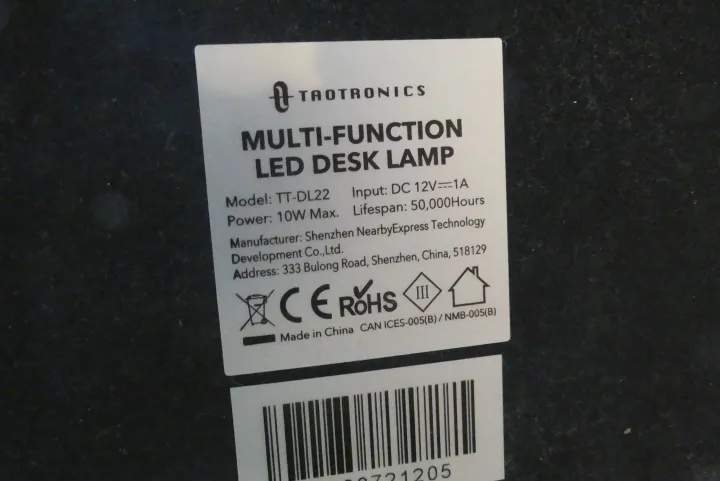 TAOTRONICS
MULTI-FUNCTION
LED DESK LAMP
Model: TT-DL22 Input: DC 12V⎓1A
Power: 10W Max. Lifespan: 50,000Hours
Manufacturer: Shenzhen NearbyExpress Technology
Development Co.,Ltd.
Address: 333 Bulong Road, Shenzhen, China, 518129
CE RoHS III
Made in China CAN ICES-005(B) / NMB-005(B)
721205